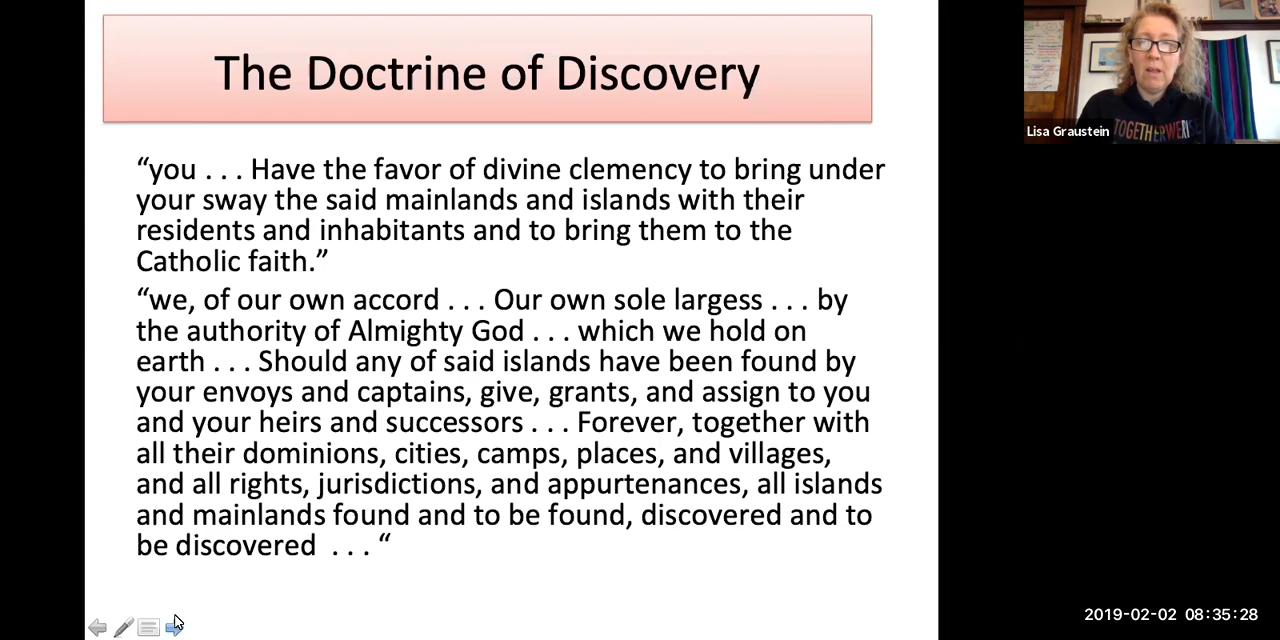 The Doctrine of Discovery
“you . . . Have the favor of divine clemency to bring under
your sway the said mainlands and islands with their
residents and inhabitants and to bring them to the
Catholic faith.”
“we, of our own accord . . . Our own sole largess . . . by
the authority of Almighty God . . . which we hold on
earth . . . Should any of said islands have been found by
your envoys and captains, give, grants, and assign to you
and your heirs and successors . . . Forever, together with
all their dominions, cities, camps, places, and villages,
and all rights, jurisdictions, and appurtenances, all islands
and mainlands found and to be found, discovered and to
be discovered  . . . “
Lisa Graustein
TOGETHERWERISE
2019-02-02 08:35:28